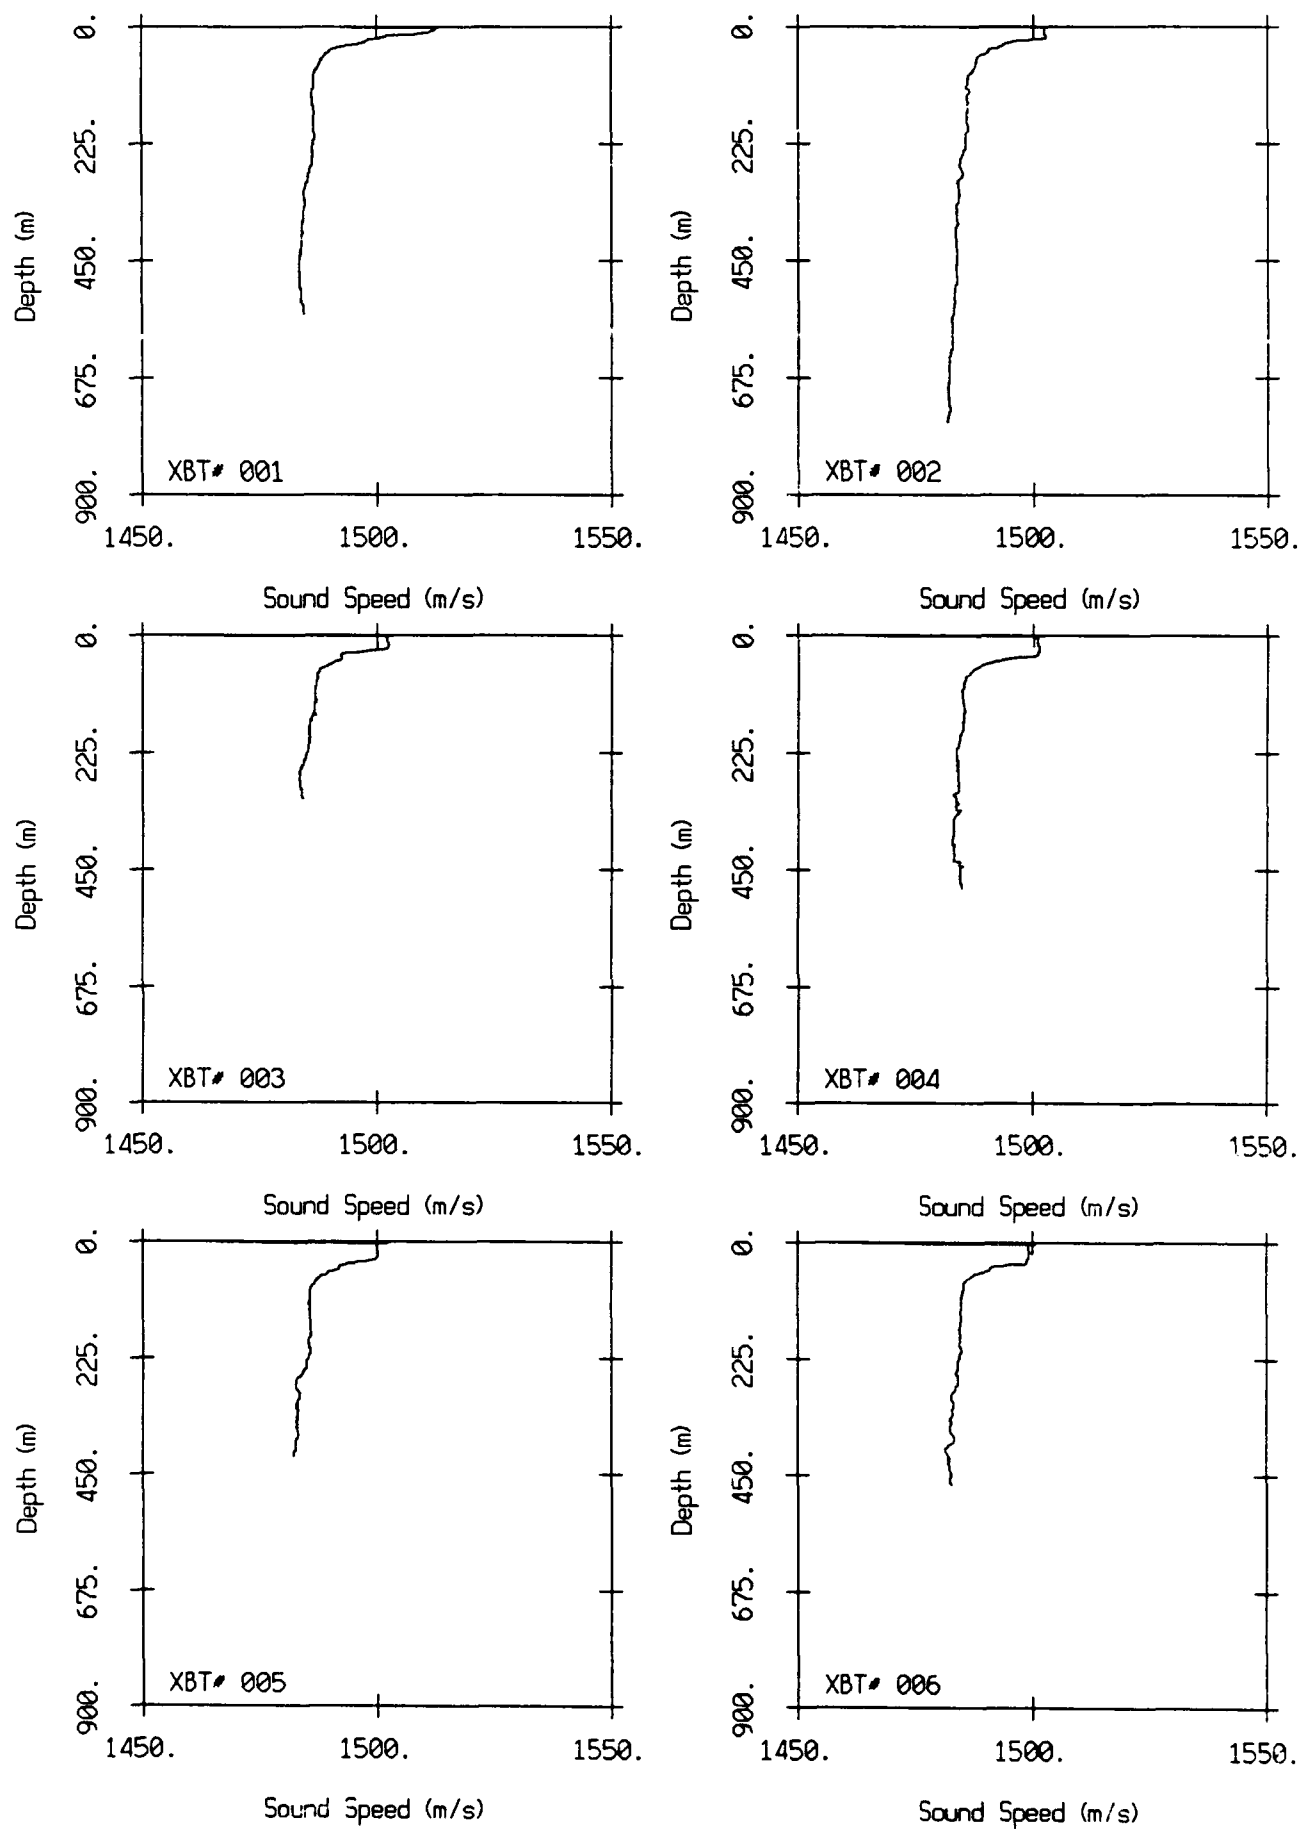 0.
225.
450.
675.
900.
Depth (m)
XBT# 001
1450. 1500. 1550.
Sound Speed (m/s)
0.
225.
450.
675.
900.
Depth (m)
XBT# 002
1450. 1500. 1550.
Sound Speed (m/s)
0.
225.
450.
675.
900.
Depth (m)
XBT# 003
1450. 1500. 1550.
Sound Speed (m/s)
0.
225.
450.
675.
900.
Depth (m)
XBT# 004
1450. 1500. 1550.
Sound Speed (m/s)
0.
225.
450.
675.
900.
Depth (m)
XBT# 005
1450. 1500. 1550.
Sound Speed (m/s)
0.
225.
450.
675.
900.
Depth (m)
XBT# 006
1450. 1500. 1550.
Sound Speed (m/s)